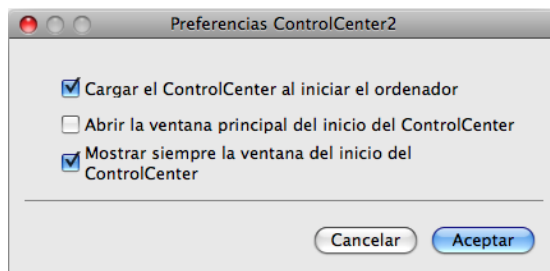 Preferencias ControlCenter2
Cargar el ControlCenter al iniciar el ordenador
Abrir la ventana principal del inicio del ControlCenter
Mostrar siempre la ventana del inicio del
ControlCenter
Cancelar
Aceptar